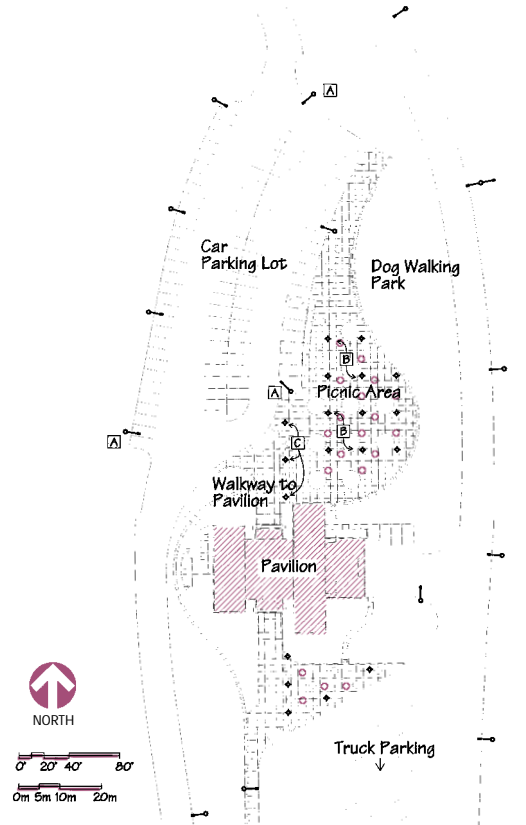 A
Car
Parking Lot
Dog Walking
Park
B
A
Picnic Area
A
C
B
Walkway to
Pavilion
Pavilion
NORTH
0' 20' 40' 80'
0m 5m 10m 20m
Truck Parking